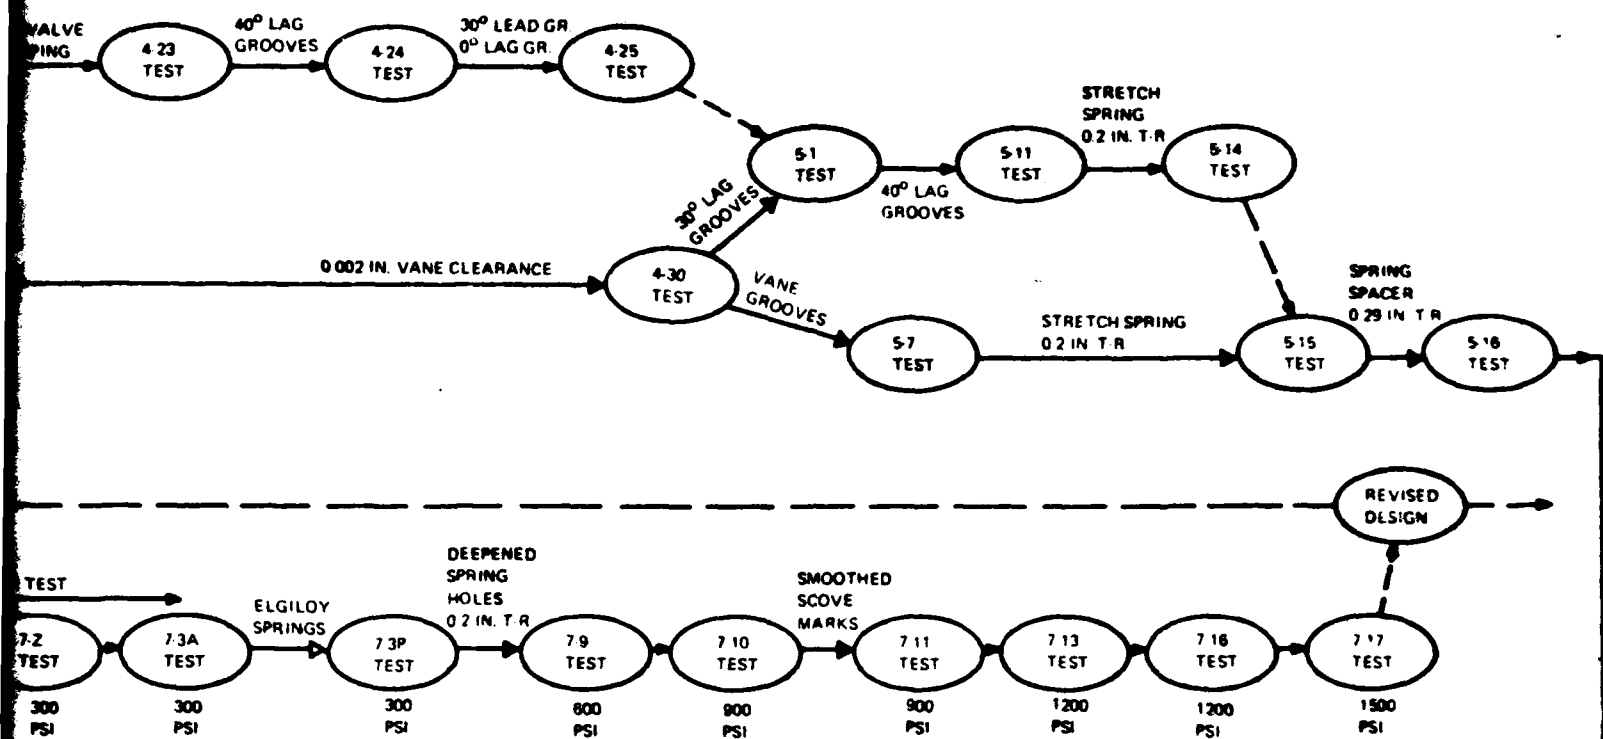 VALVE
PING
4-23
TEST
40° LAG
GROOVES
4-24
TEST
30° LEAD GR.
0° LAG GR.
4-25
TEST
5-1
TEST
40° LAG
GROOVES
5-11
TEST
STRETCH
SPRING
0.2 IN. T-R
5-14
TEST
30° LAG
GROOVES
0.002 IN. VANE CLEARANCE
4-30
TEST
VANE
GROOVES
5-7
TEST
STRETCH SPRING
0.2 IN T-R
5-15
TEST
SPRING
SPACER
0.29 IN T R
5-16
TEST
REVISED
DESIGN
TEST
7-2
TEST
300
PSI
7-3A
TEST
300
PSI
ELGILOY
SPRINGS
7 3P
TEST
300
PSI
DEEPENED
SPRING
HOLES
0.2 IN. T-R
7-9
TEST
600
PSI
7 10
TEST
900
PSI
SMOOTHED
SCOVE
MARKS
7 11
TEST
900
PSI
7 13
TEST
1200
PSI
7 16
TEST
1200
PSI
7 17
TEST
1500
PSI